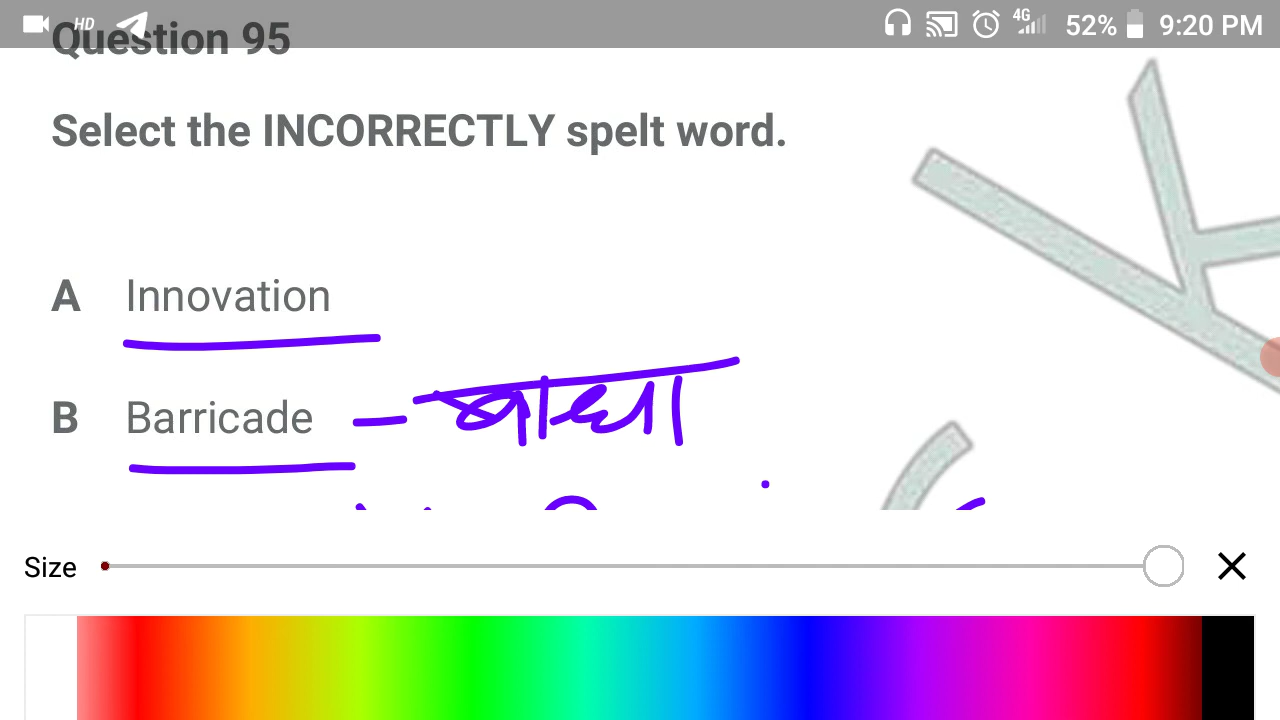 HD 4G 52% 9:20 PM
Question 95
Select the INCORRECTLY spelt word.
A Innovation
B Barricade – बाधा
Size